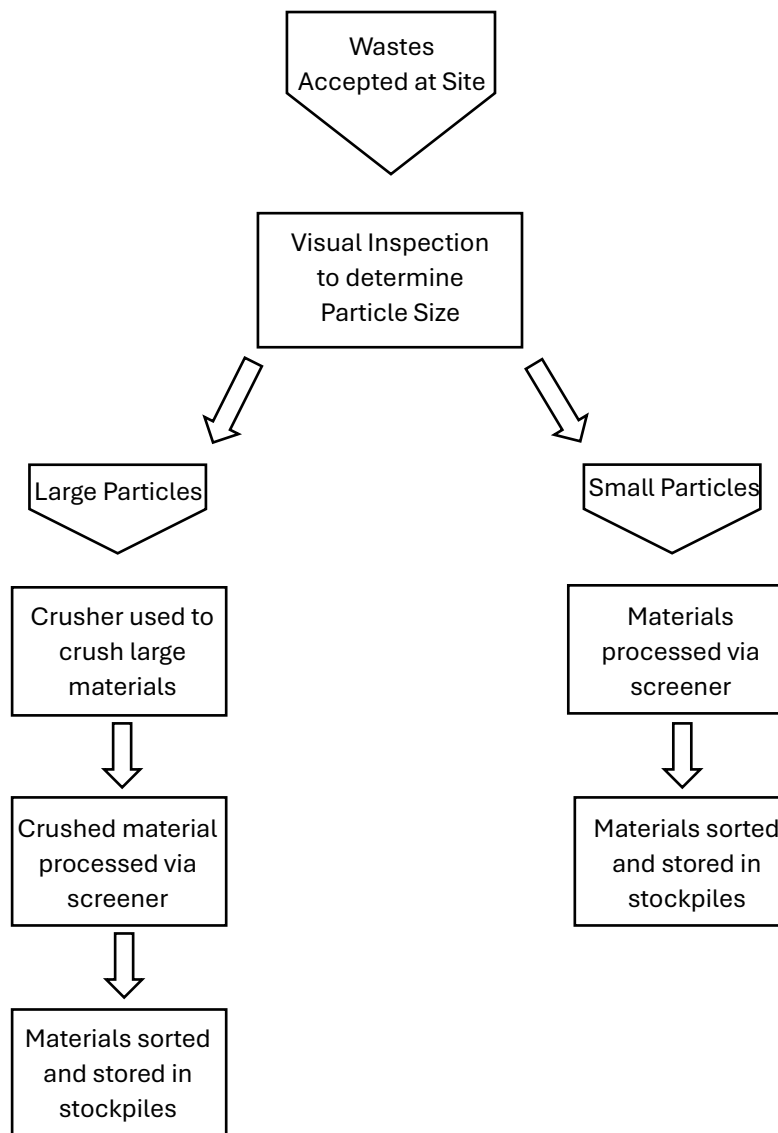 Wastes
Accepted at Site
Visual Inspection
to determine
Particle Size
Large Particles
Small Particles
Crusher used to
crush large
materials
Materials
processed via
screener
Crushed material
processed via
screener
Materials sorted
and stored in
stockpiles
Materials sorted
and stored in
stockpiles